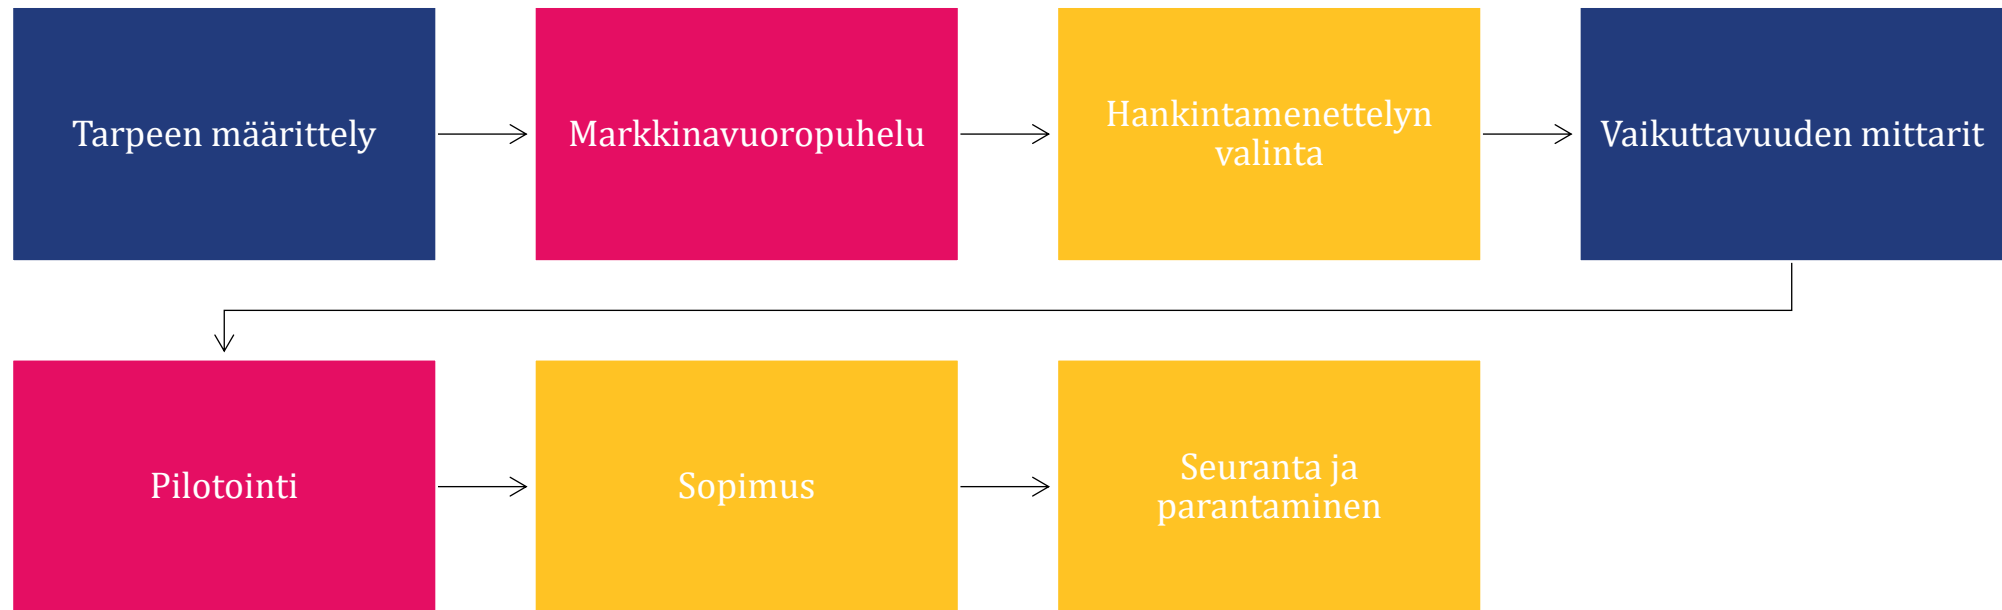 Tarpeen määrittely
Markkinavuoropuhelu
Hankintamenettelyn
valinta
Vaikuttavuuden mittarit
Pilotointi
Sopimus
Seuranta ja
parantaminen